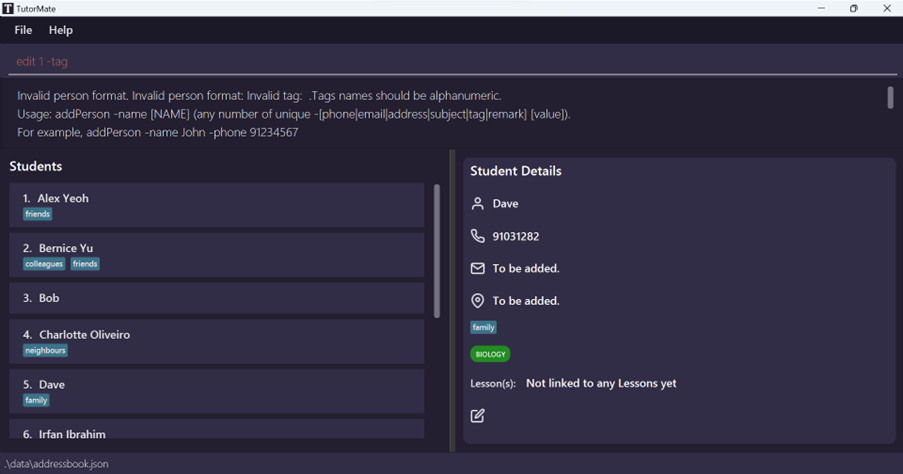 TutorMate
File Help
edit 1 -tag
Invalid person format. Invalid person format: Invalid tag:  .Tags names should be alphanumeric.
Usage: addPerson -name [NAME] (any number of unique -[phone|email|address|subject|tag|remark] [value]).
For example, addPerson -name John -phone 91234567
Students
1. Alex Yeoh
friends
2. Bernice Yu
colleagues friends
3. Bob
4. Charlotte Oliveiro
neighbours
5. Dave
family
6. Irfan Ibrahim
Student Details
Dave
91031282
To be added.
To be added.
family
BIOLOGY
Lesson(s): Not linked to any Lessons yet
.\data\addressbook.json